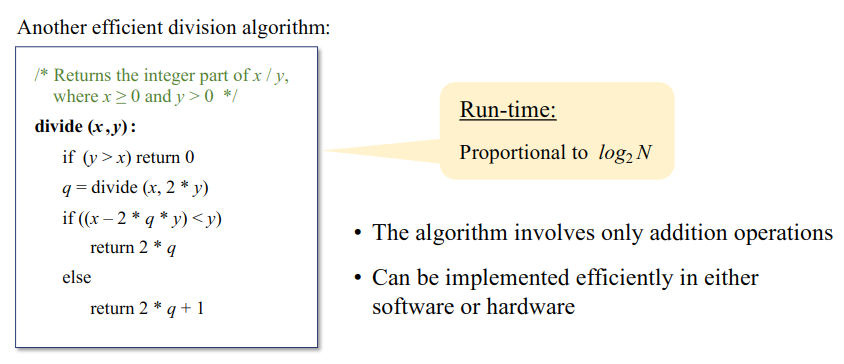 Another efficient division algorithm:
/* Returns the integer part of x / y,
where x ≥ 0 and y > 0 */
divide (x,y):
if (y > x) return 0
q = divide (x, 2 * y)
if ((x – 2 * q * y) < y)
return 2 * q
else
return 2 * q + 1
Run-time:
Proportional to log₂ N
• The algorithm involves only addition operations
• Can be implemented efficiently in either
software or hardware